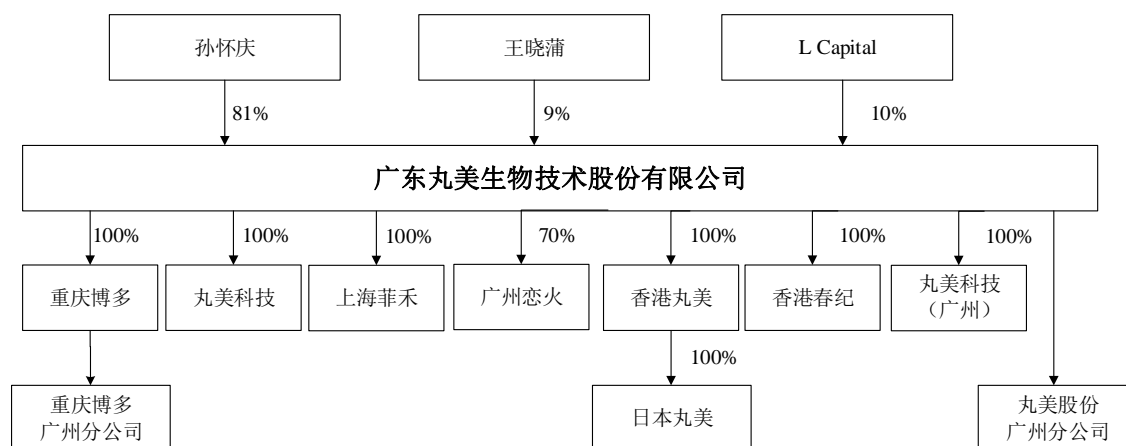 孙怀庆
王晓蒲
L Capital
81%
9%
10%
广东丸美生物技术股份有限公司
100%
100%
100%
70%
100%
100%
100%
重庆博多
丸美科技
上海菲禾
广州恋火
香港丸美
香港春纪
丸美科技
（广州）
100%
重庆博多
广州分公司
日本丸美
丸美股份
广州分公司